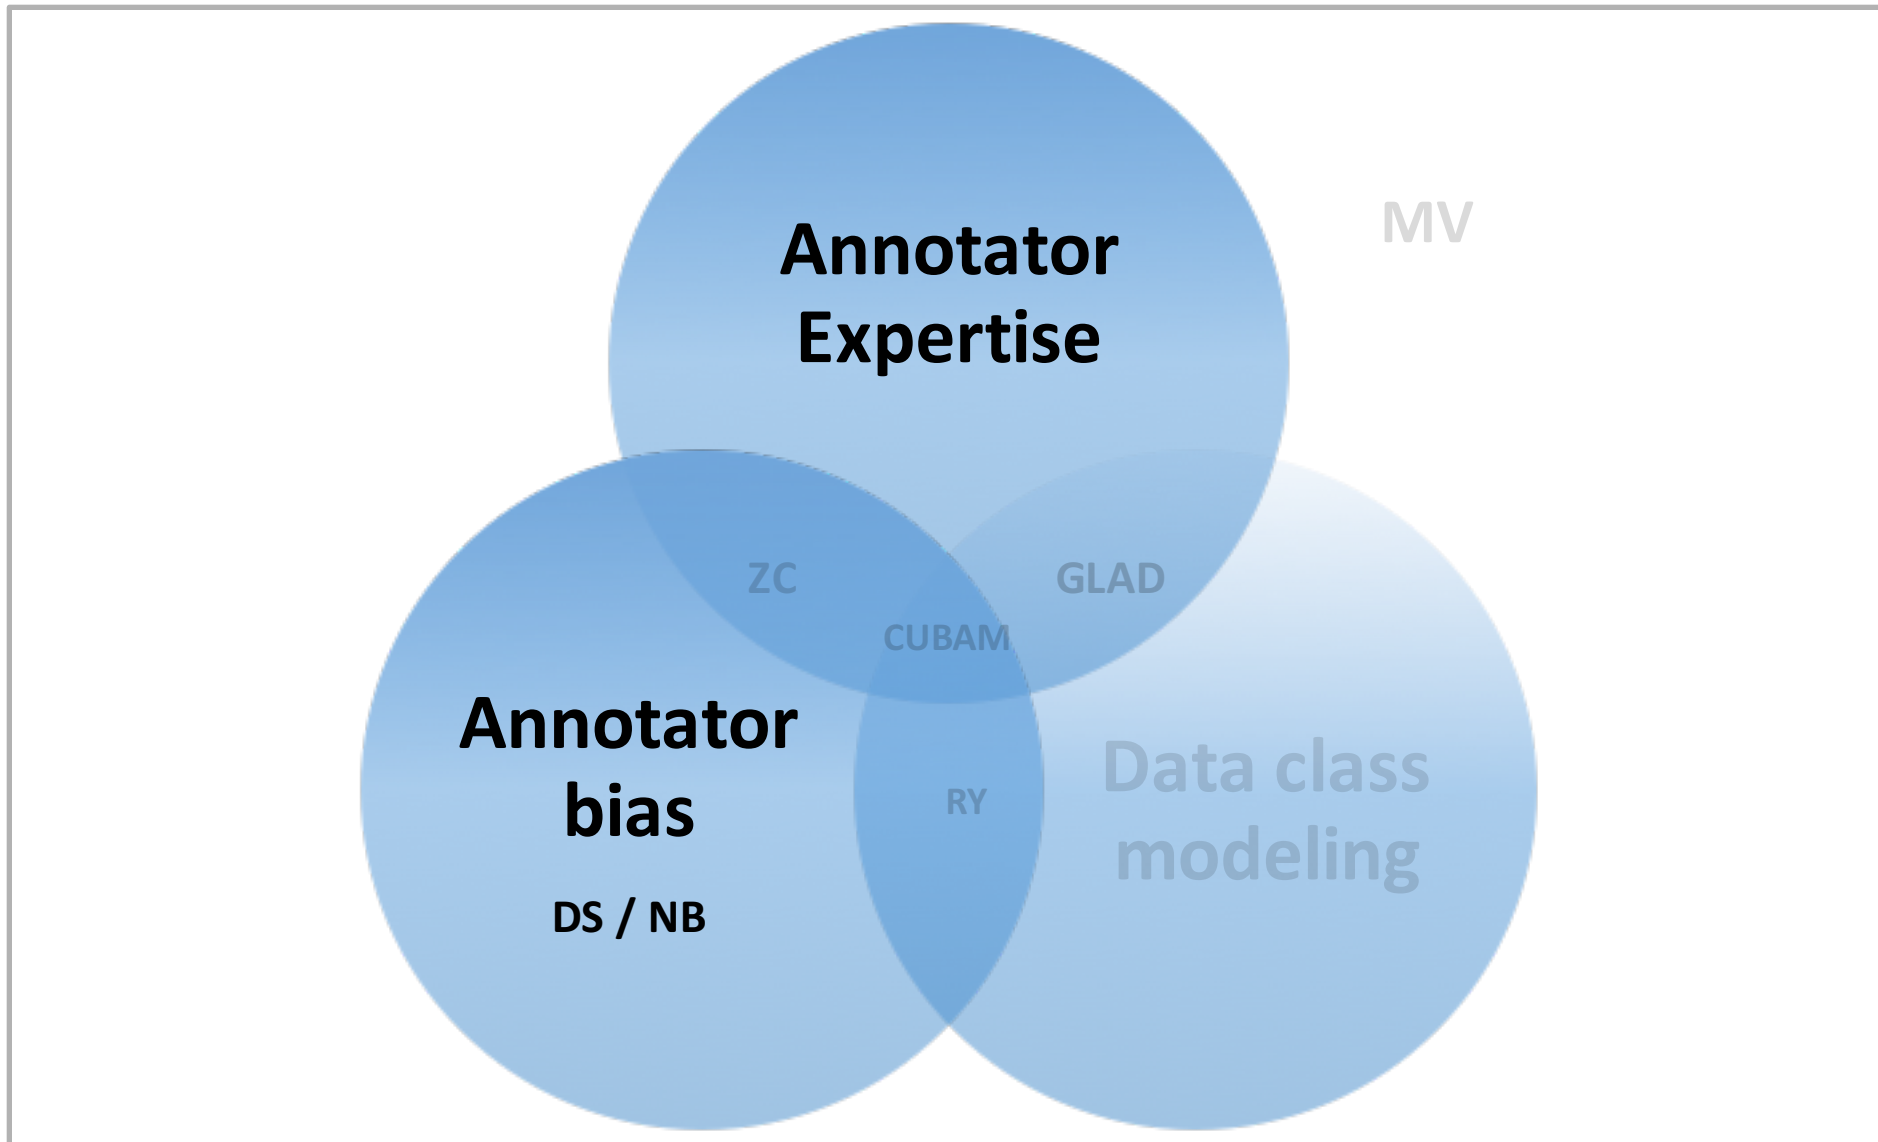 MV
Annotator
Expertise
ZC
GLAD
CUBAM
Annotator
bias
DS / NB
RY
Data class
modeling